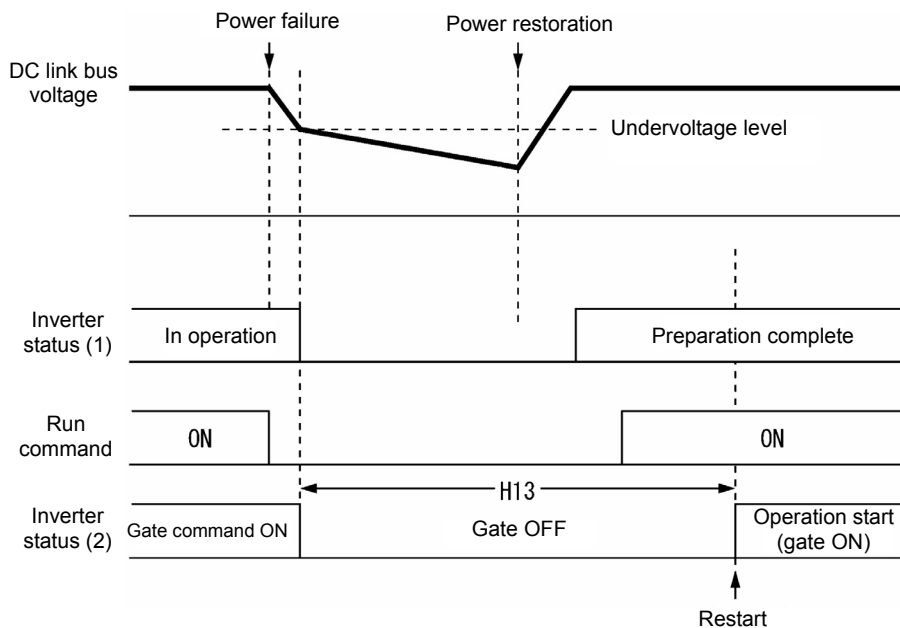 Power failure
Power restoration
DC link bus
voltage
Undervoltage level
Inverter
status (1)
In operation
Preparation complete
Run
command
ON
ON
H13
Inverter
status (2)
Gate command ON
Gate OFF
Operation start
(gate ON)
Restart